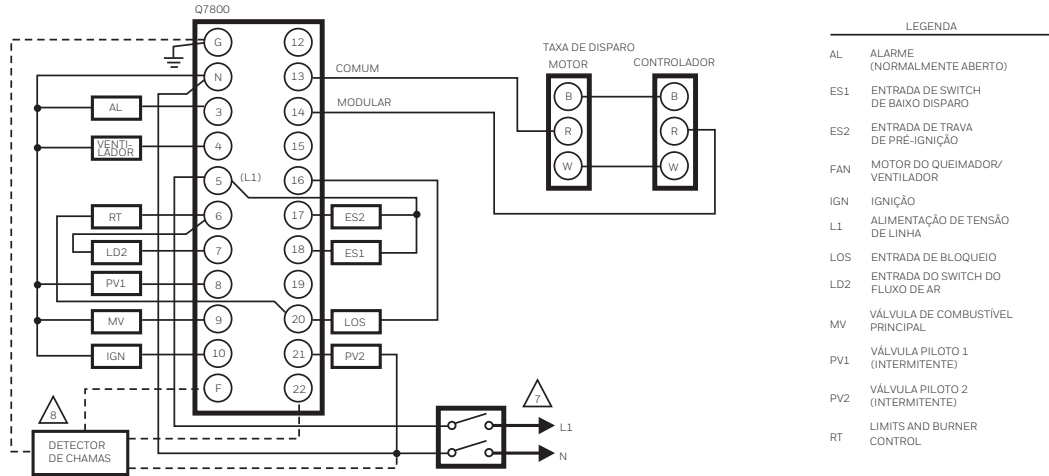 Q7800
G
12
N
13
COMUM
3
AL
14
MODULAR
4
VENTI-
LADOR
15
5
(L1)
16
6
RT
17
ES2
7
LD2
18
ES1
8
PV1
19
9
MV
20
LOS
10
IGN
21
PV2
F
22
TAXA DE DISPARO
MOTOR
CONTROLADOR
B
B
R
R
W
W
8
DETECTOR
DE CHAMAS
7
L1
N
LEGENDA
AL ALARME
(NORMALMENTE ABERTO)
ES1 ENTRADA DE SWITCH
DE BAIXO DISPARO
ES2 ENTRADA DE TRAVA
DE PRÉ-IGNIÇÃO
FAN MOTOR DO QUEIMADOR/
VENTILADOR
IGN IGNIÇÃO
L1 ALIMENTAÇÃO DE TENSÃO
DE LINHA
LOS ENTRADA DE BLOQUEIO
LD2 ENTRADA DO SWITCH DO
FLUXO DE AR
MV VÁLVULA DE COMBUSTÍVEL
PRINCIPAL
PV1 VÁLVULA PILOTO 1
(INTERMITENTE)
PV2 VÁLVULA PILOTO 2
(INTERMITENTE)
RT LIMITS AND BURNER
CONTROL